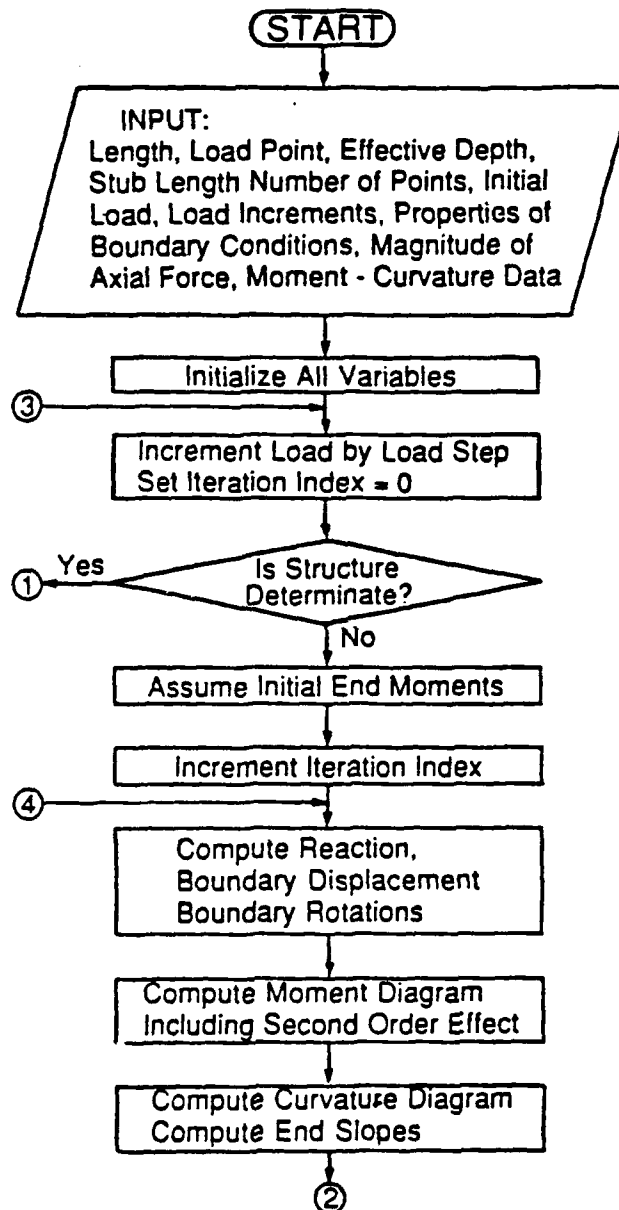 START
INPUT:
Length, Load Point, Effective Depth,
Stub Length Number of Points, Initial
Load, Load Increments, Properties of
Boundary Conditions, Magnitude of
Axial Force, Moment - Curvature Data
Initialize All Variables
3
Increment Load by Load Step
Set Iteration Index = 0
Is Structure
Determinate?
Yes
1
No
Assume Initial End Moments
Increment Iteration Index
4
Compute Reaction,
Boundary Displacement
Boundary Rotations
Compute Moment Diagram
Including Second Order Effect
Compute Curvature Diagram
Compute End Slopes
2